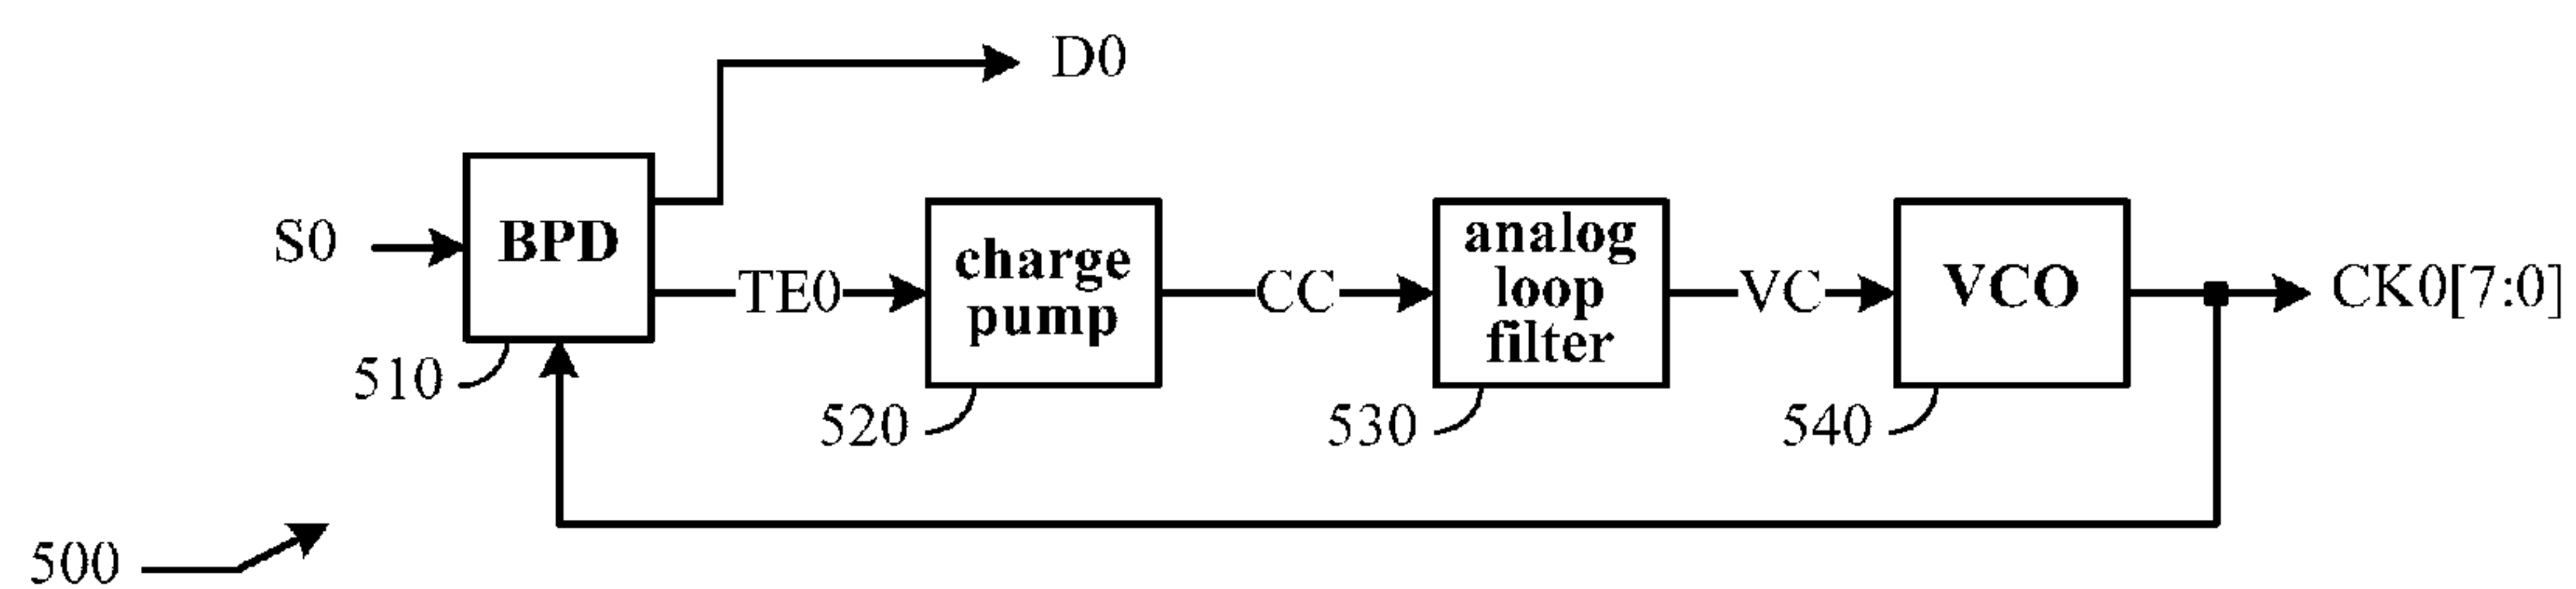 D0
S0
BPD
TE0
charge
pump
CC
analog
loop
filter
VC
VCO
CK0[7:0]
510
520
530
540
500